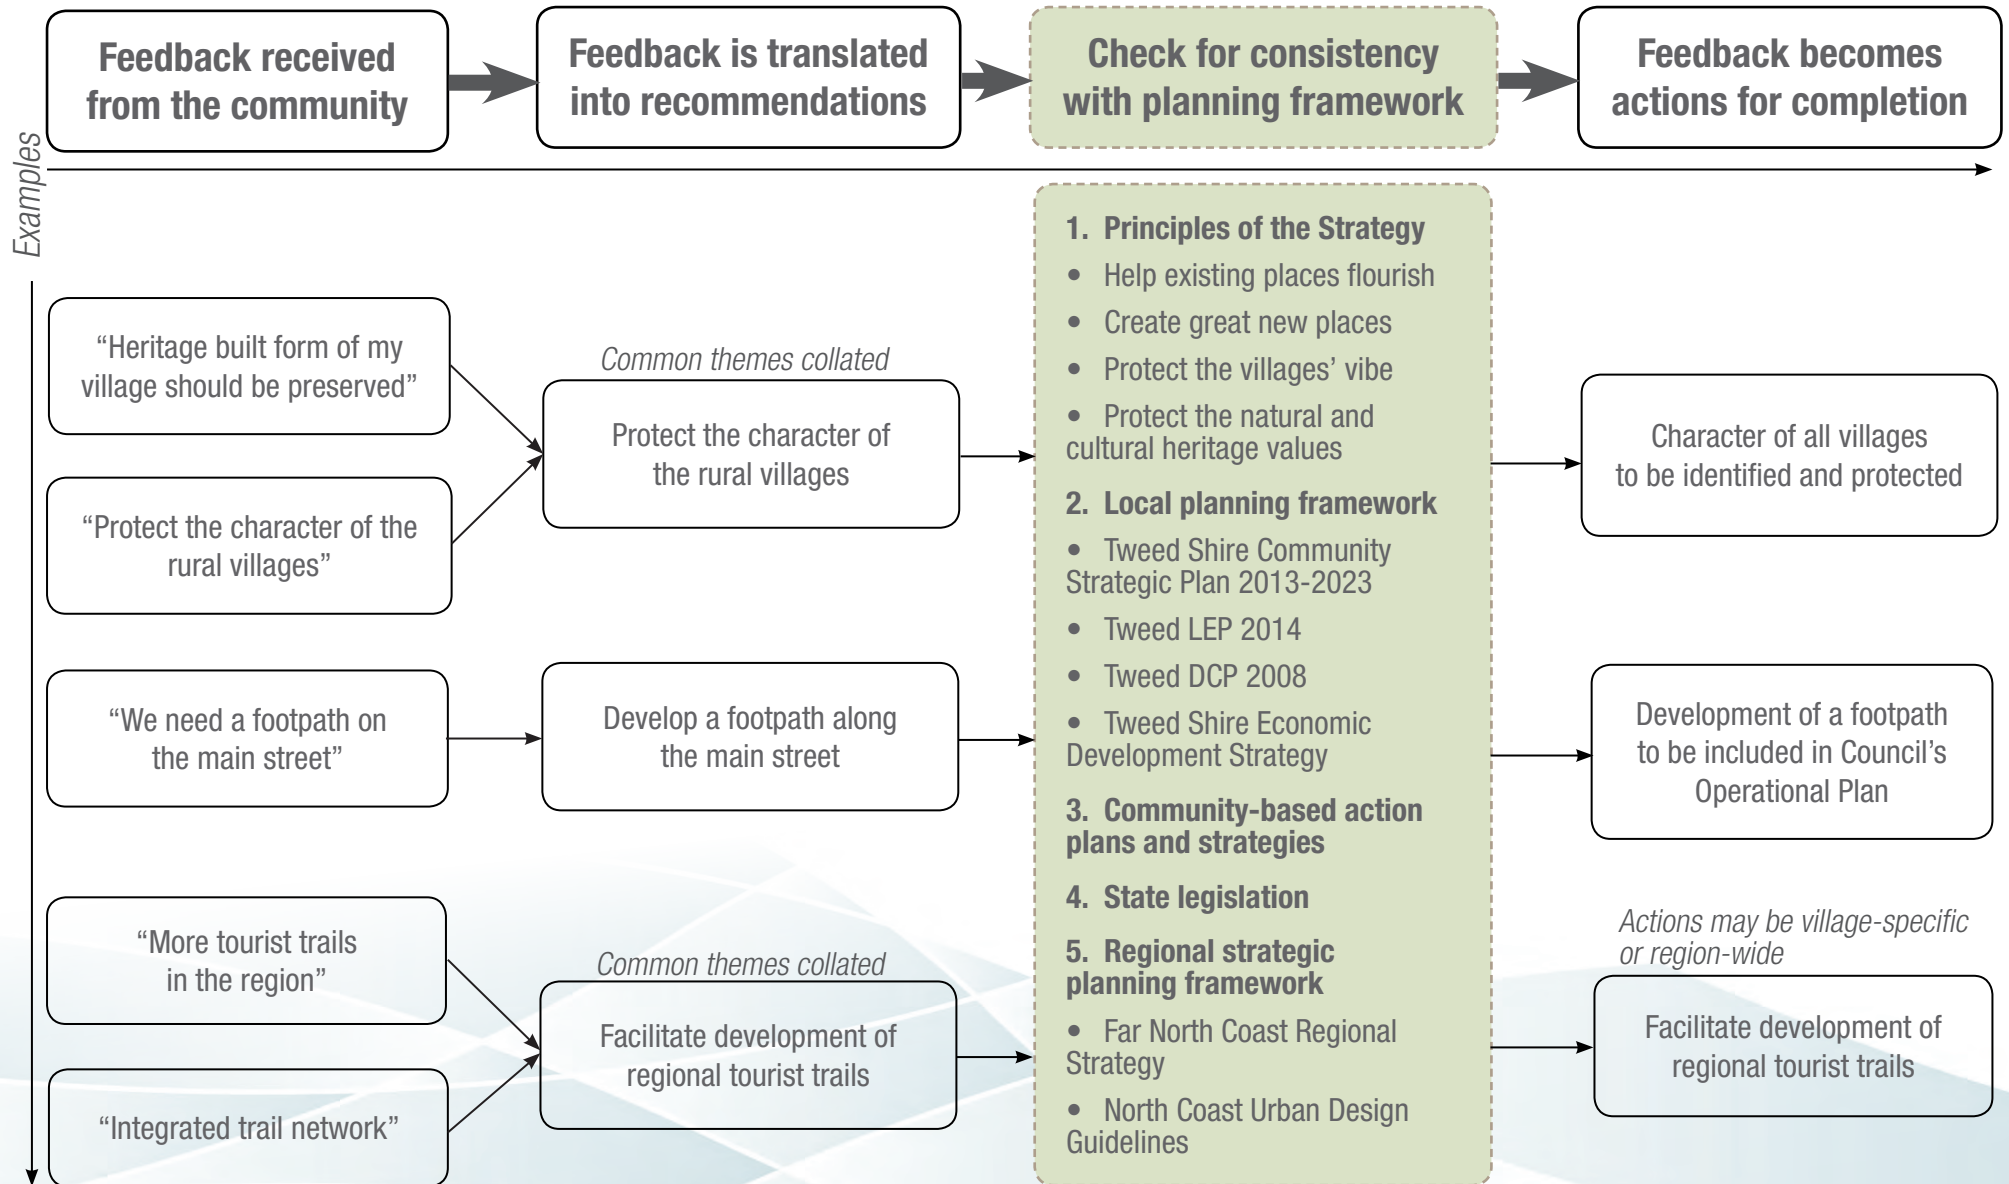 Feedback received
from the community
Feedback is translated
into recommendations
Check for consistency
with planning framework
Feedback becomes
actions for completion
Examples
“Heritage built form of my
village should be preserved”
“Protect the character of the
rural villages”
Common themes collated
Protect the character of
the rural villages
“We need a footpath on
the main street”
Develop a footpath along
the main street
“More tourist trails
in the region”
“Integrated trail network”
Common themes collated
Facilitate development of
regional tourist trails
1. Principles of the Strategy
• Help existing places flourish
• Create great new places
• Protect the villages’ vibe
• Protect the natural and
cultural heritage values
2. Local planning framework
• Tweed Shire Community
Strategic Plan 2013-2023
• Tweed LEP 2014
• Tweed DCP 2008
• Tweed Shire Economic
Development Strategy
3. Community-based action
plans and strategies
4. State legislation
5. Regional strategic
planning framework
• Far North Coast Regional
Strategy
• North Coast Urban Design
Guidelines
Character of all villages
to be identified and protected
Development of a footpath
to be included in Council’s
Operational Plan
Actions may be village-specific
or region-wide
Facilitate development of
regional tourist trails